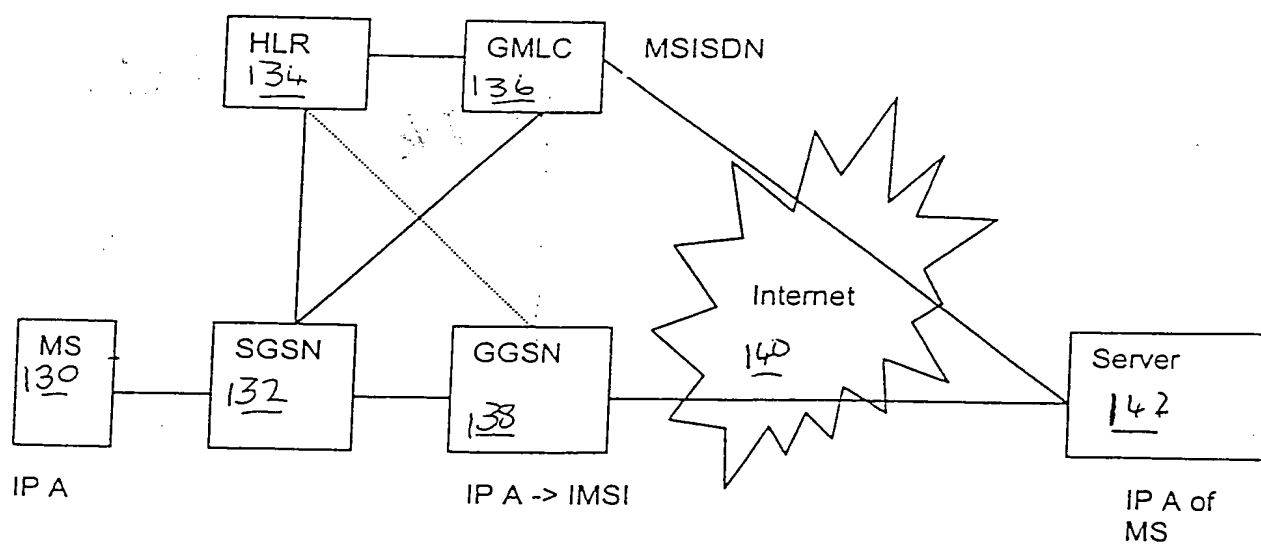 HLR
134
GMLC
136
MSISDN
Internet
140
MS
130
SGSN
132
GGSN
138
Server
142
IP A
IP A -> IMSI
IP A of
MS